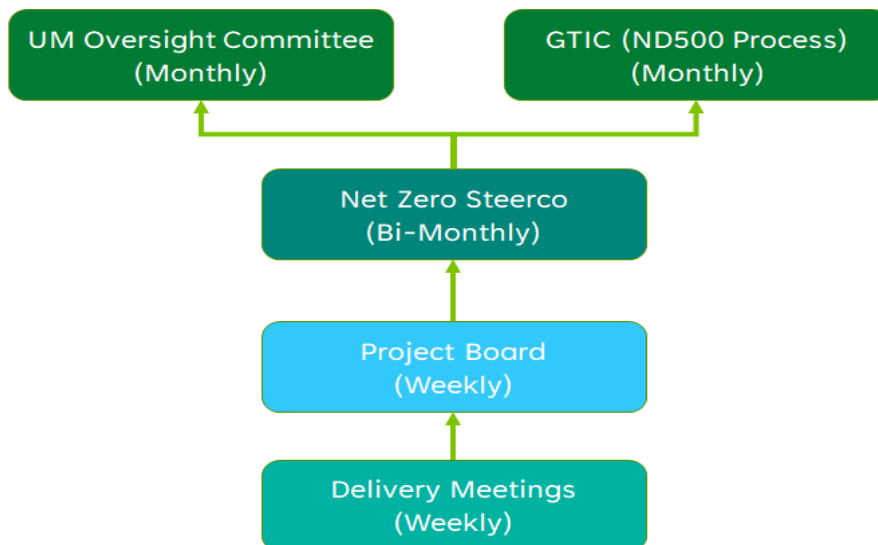 UM Oversight Committee
(Monthly)
GTIC (ND500 Process)
(Monthly)
Net Zero Steerco
(Bi-Monthly)
Project Board
(Weekly)
Delivery Meetings
(Weekly)